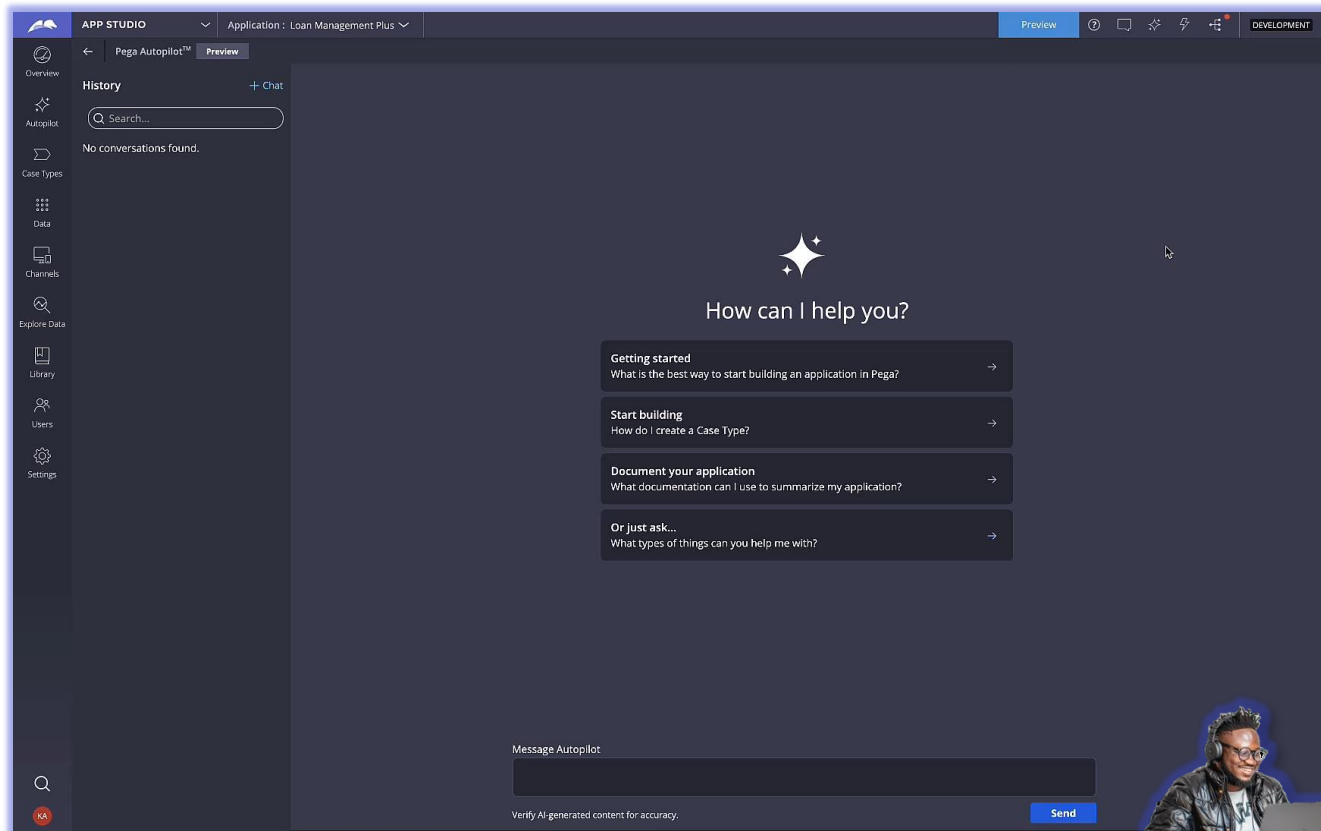 APP STUDIO
Application : Loan Management Plus
Preview
DEVELOPMENT
Pega Autopilot™
Preview
Overview
Autopilot
Case Types
Data
Channels
Explore Data
Library
Users
Settings
KA
History
+ Chat
Search...
No conversations found.
How can I help you?
Getting started
What is the best way to start building an application in Pega?
Start building
How do I create a Case Type?
Document your application
What documentation can I use to summarize my application?
Or just ask...
What types of things can you help me with?
Message Autopilot
Verify AI-generated content for accuracy.
Send